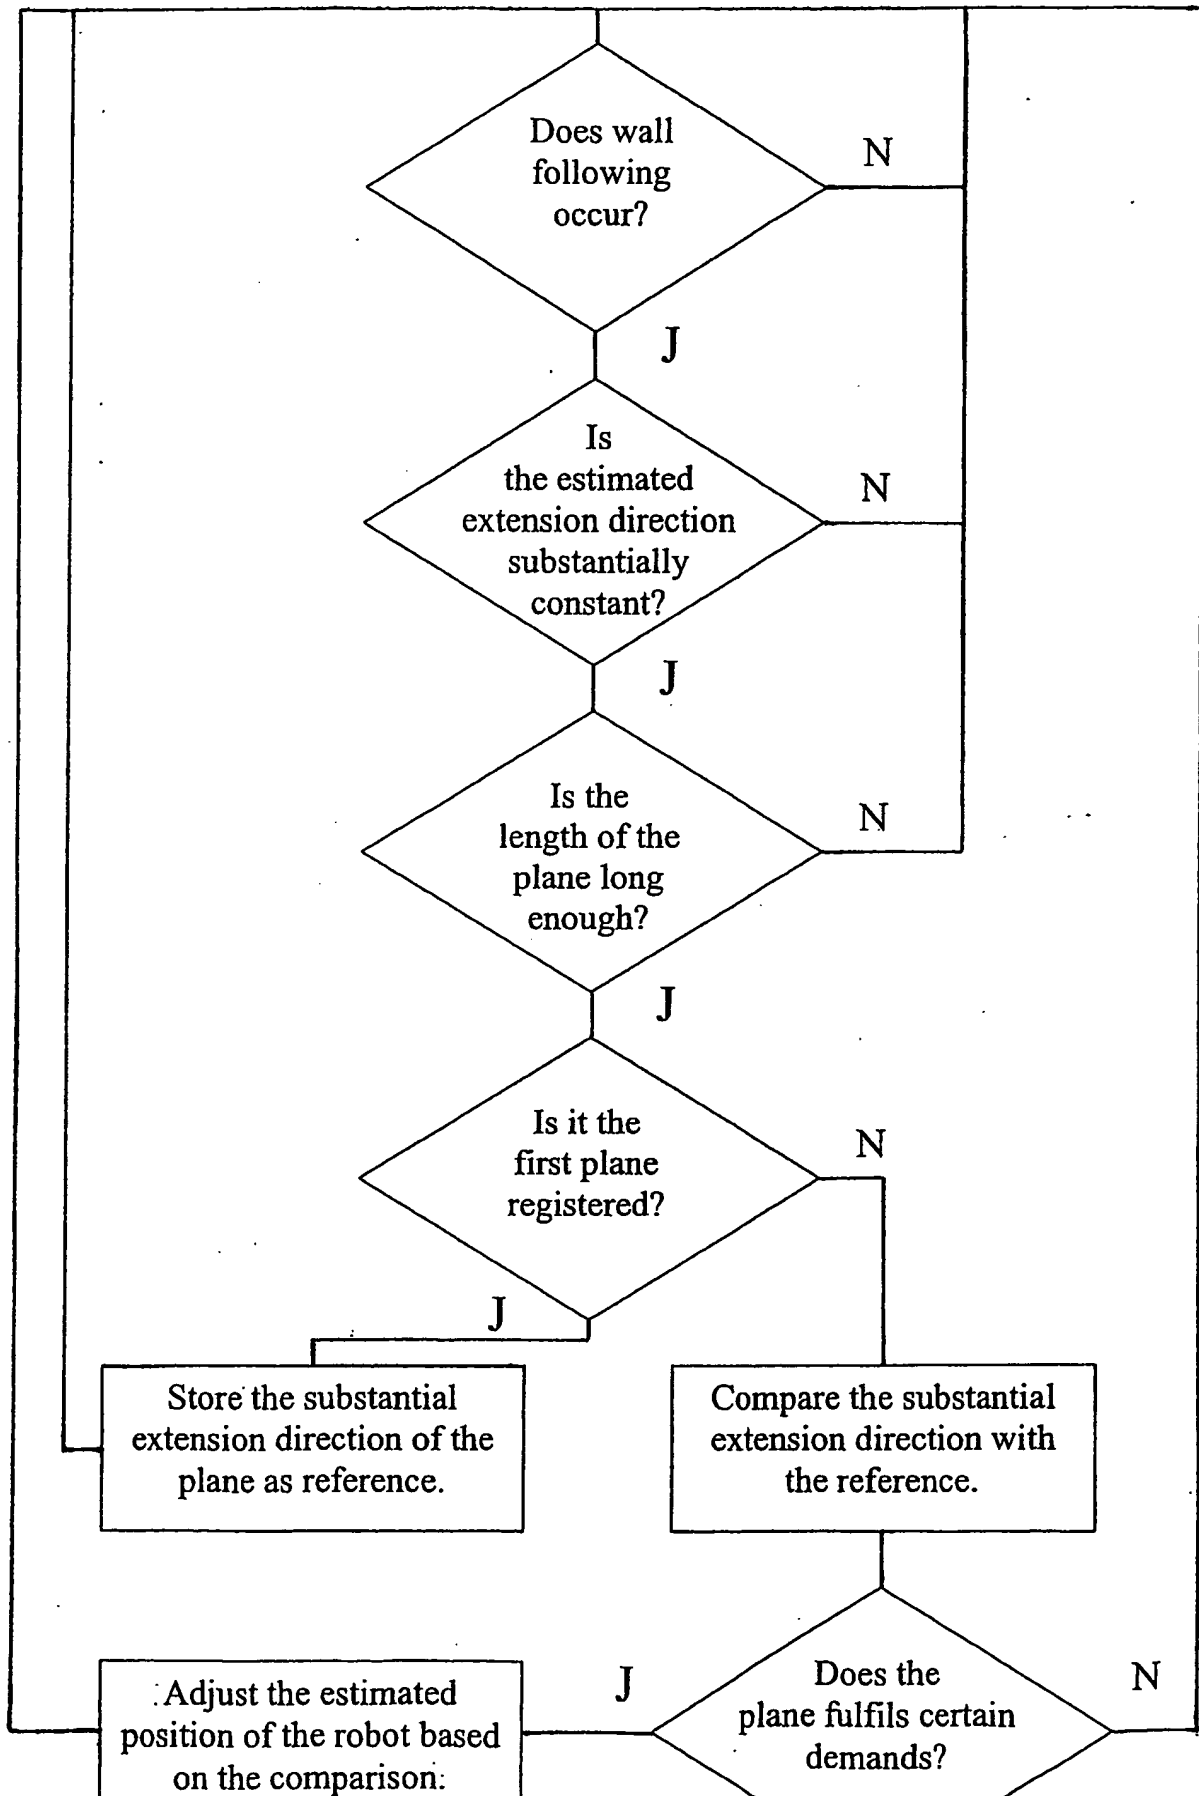 Does wall
following
occur?
N
J
Is
the estimated
extension direction
substantially
constant?
N
J
Is the
length of the
plane long
enough?
N
J
Is it the
first plane
registered?
N
J
Store the substantial
extension direction of the
plane as reference.
Compare the substantial
extension direction with
the reference.
Adjust the estimated
position of the robot based
on the comparison.
J
Does the
plane fulfils certain
demands?
N